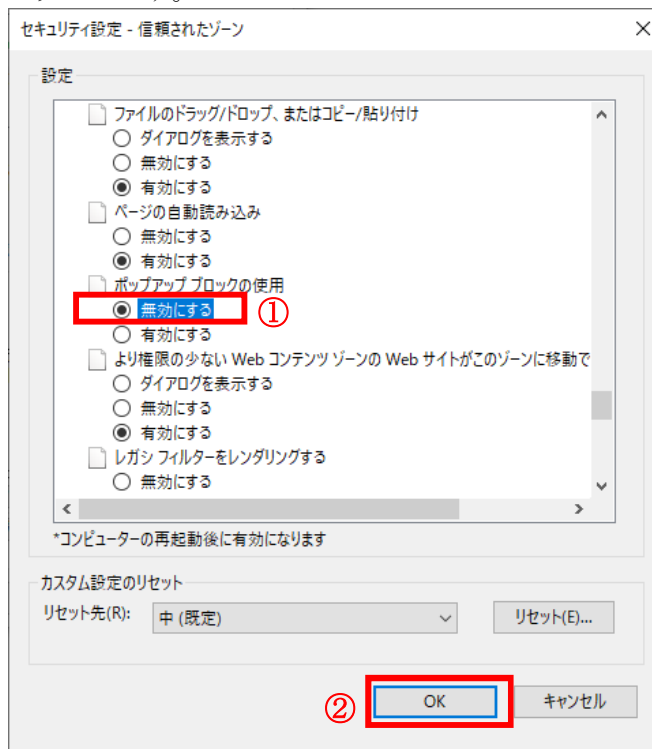 セキュリティ設定 - 信頼されたゾーン
設定
ファイルのドラッグ/ドロップ、またはコピー/貼り付け
ダイアログを表示する
無効にする
有効にする
ページの自動読み込み
無効にする
有効にする
ポップアップ ブロックの使用
無効にする ①
有効にする
より権限の少ない Web コンテンツ ゾーンの Web サイトがこのゾーンに移動で
ダイアログを表示する
無効にする
有効にする
レガシ フィルターをレンダリングする
無効にする
*コンピューターの再起動後に有効になります
カスタム設定のリセット
リセット先(R): 中 (既定) リセット(E)...
② OK キャンセル